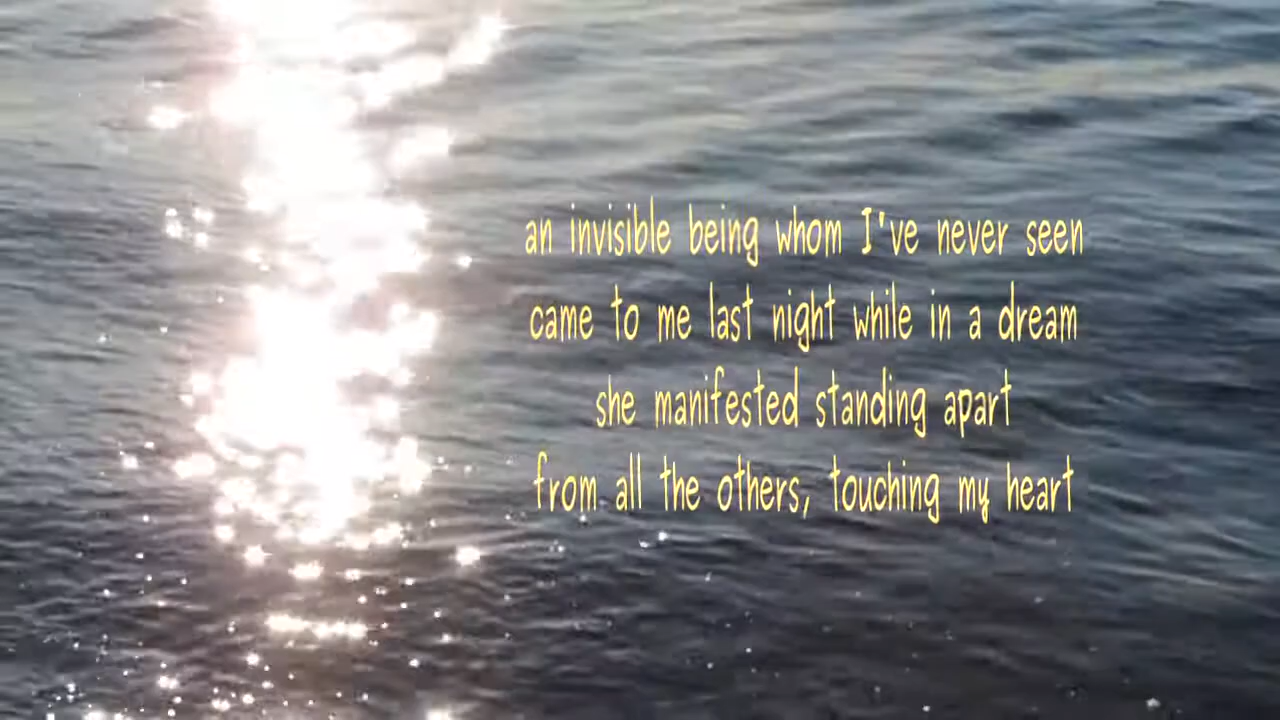 an invisible being whom I've never seen
came to me last night while in a dream
she manifested standing apart
from all the others, touching my heart